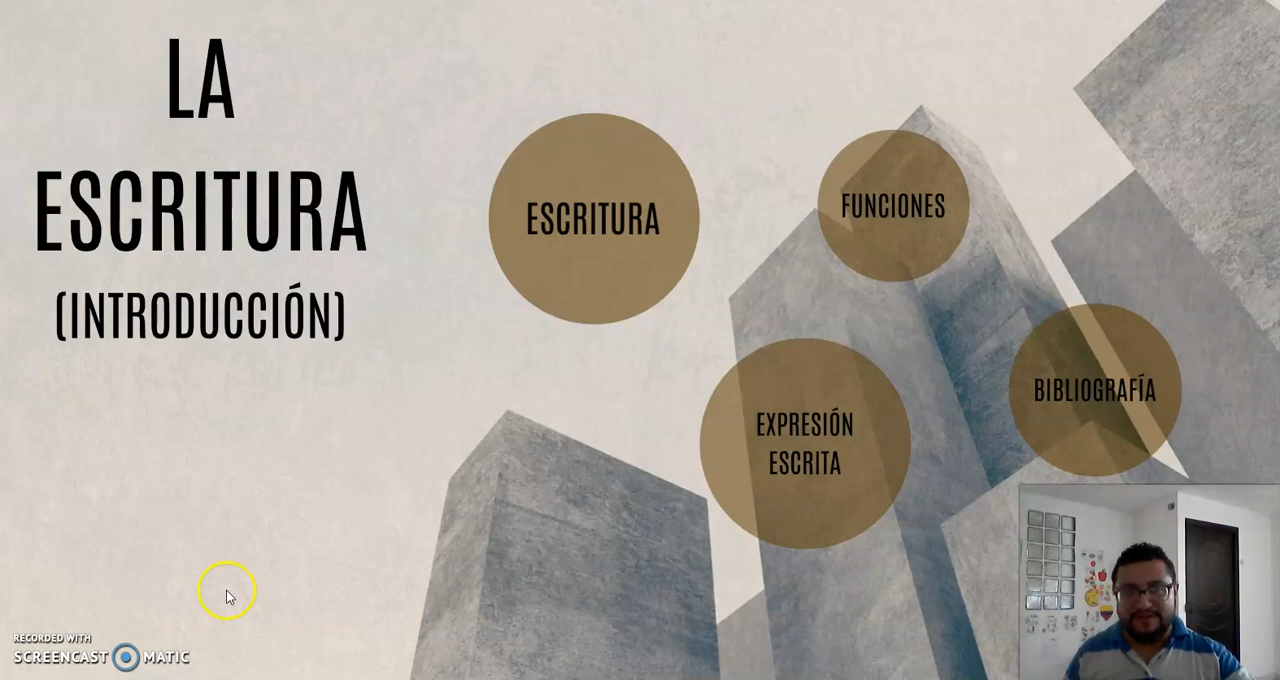 LA
ESCRITURA
(INTRODUCCIÓN)
ESCRITURA
FUNCIONES
EXPRESIÓN
ESCRITA
BIBLIOGRAFÍA
RECORDED WITH
SCREENCAST MATIC